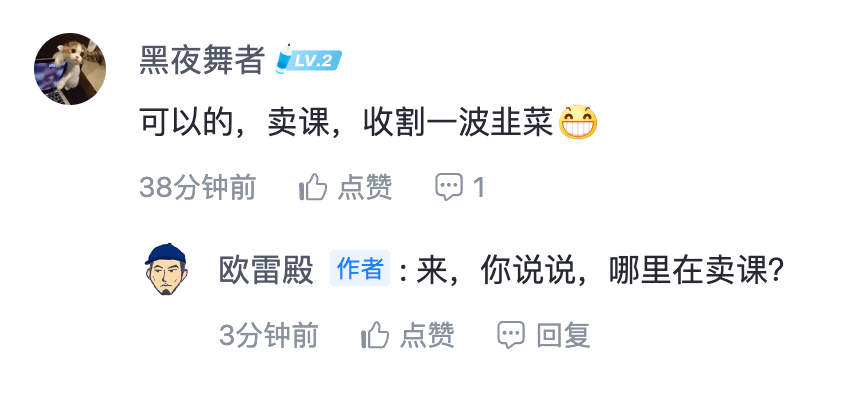 黑夜舞者 LV.2
可以的，卖课，收割一波韭菜😁
38分钟前 点赞 1
欧雷殿 作者 : 来，你说说，哪里在卖课？
3分钟前 点赞 回复